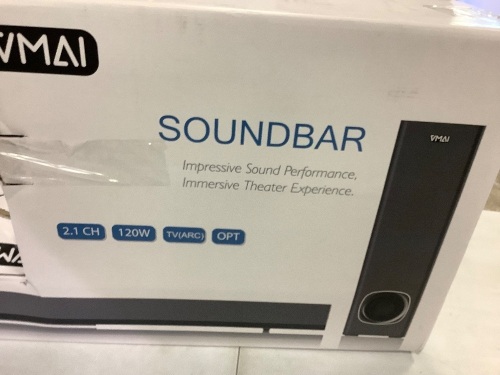 VMAI
SOUNDBAR
Impressive Sound Performance,
Immersive Theater Experience.
2.1 CH 120W TV(ARC) OPT
VMAI